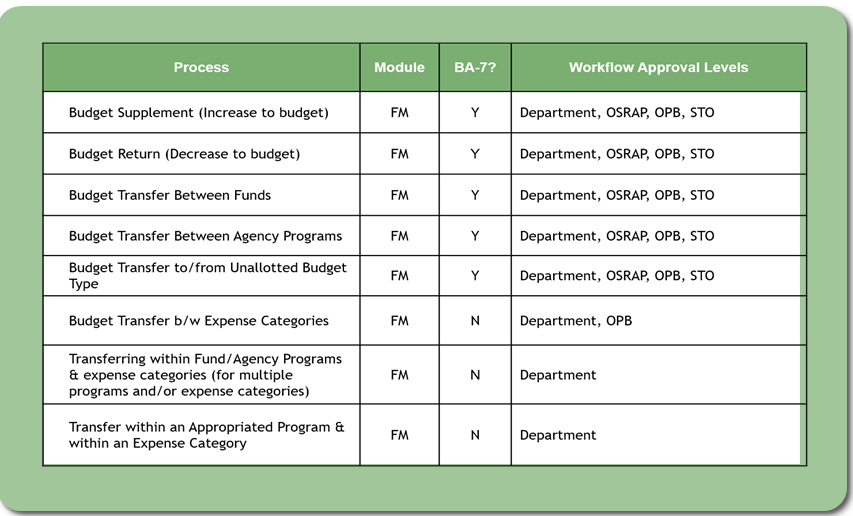 Process Module BA-7? Workflow Approval Levels
Budget Supplement (Increase to budget) FM Y Department, OSRAP, OPB, STO
Budget Return (Decrease to budget) FM Y Department, OSRAP, OPB, STO
Budget Transfer Between Funds FM Y Department, OSRAP, OPB, STO
Budget Transfer Between Agency Programs FM Y Department, OSRAP, OPB, STO
Budget Transfer to/from Unallotted Budget
Type FM Y Department, OSRAP, OPB, STO
Budget Transfer b/w Expense Categories FM N Department, OPB
Transferring within Fund/Agency Programs
& expense categories (for multiple FM N Department
programs and/or expense categories)
Transfer within an Appropriated Program &
within an Expense Category FM N Department